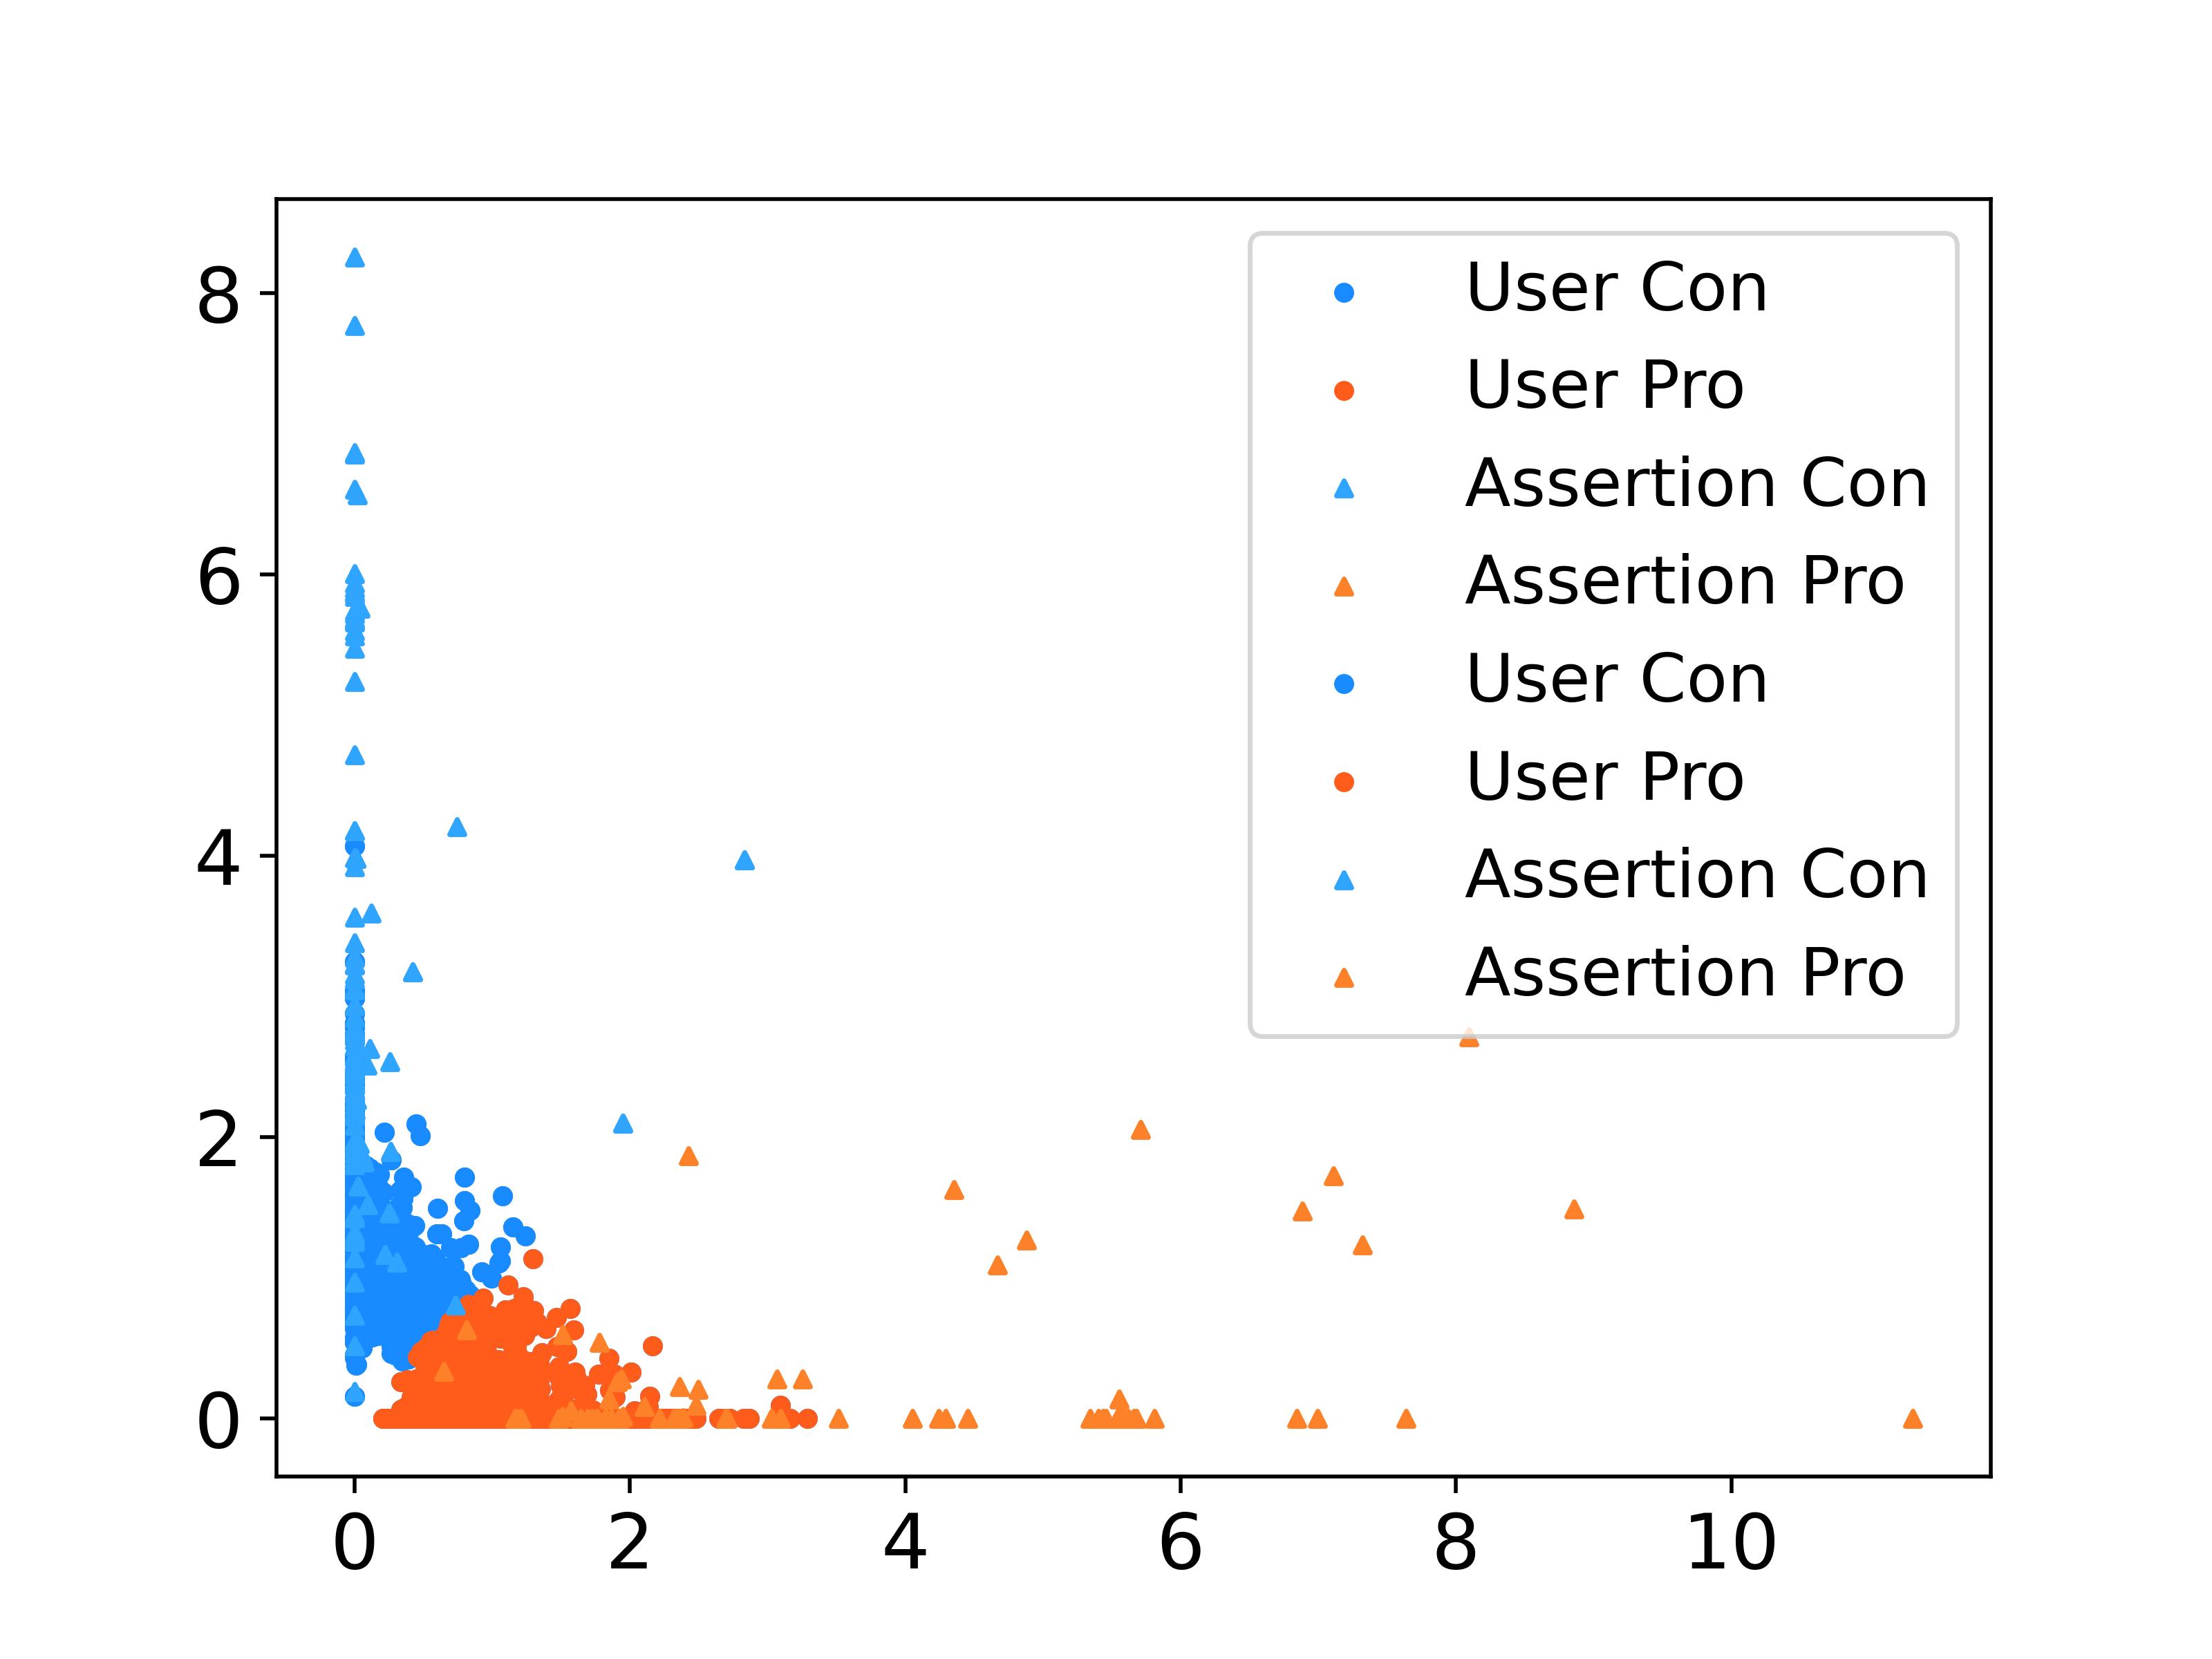 8
6
4
2
0
0 2 4 6 8 10
User Con
User Pro
Assertion Con
Assertion Pro
User Con
User Pro
Assertion Con
Assertion Pro